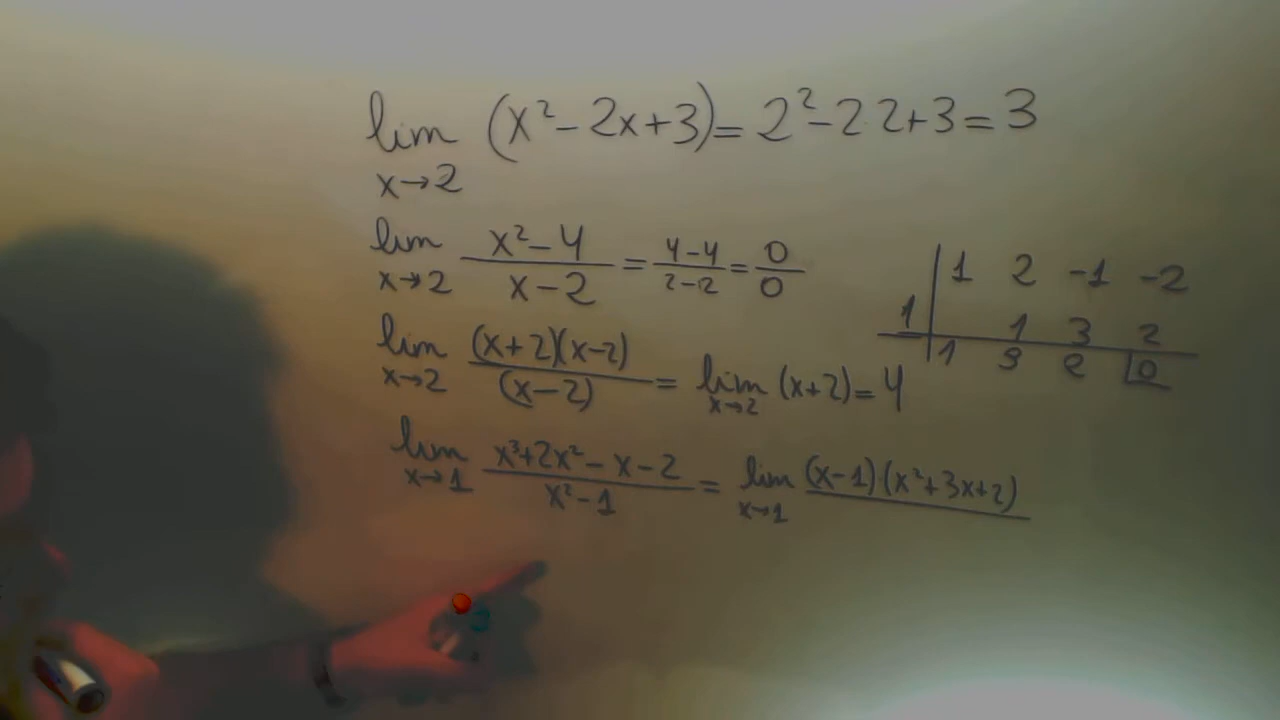 lim x→2 (x² − 2x + 3) = 2² − 2 2 + 3 = 3
lim x→2 (x² − 4)/(x − 2) = (4 − 4)/(2 − 2) = 0/0
lim x→2 (x + 2)(x − 2)/(x − 2) = lim x→2 (x + 2) = 4
lim x→1 (x³ + 2x² − x − 2)/(x² − 1) = lim x→1 (x − 1)(x² + 3x + 2)
1 2 -1 -2
1 1 3 2
1 3 2 0